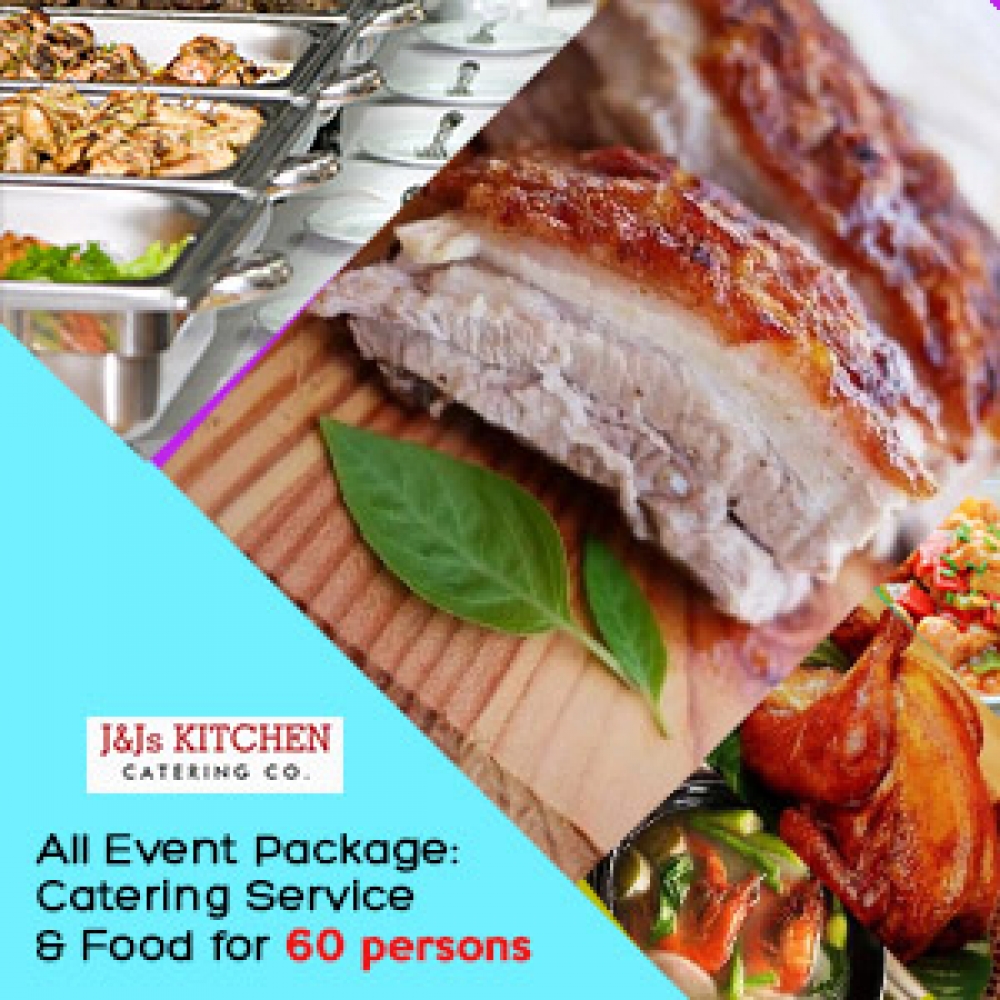 J&Js KITCHEN
CATERING CO.
All Event Package:
Catering Service
& Food for 60 persons